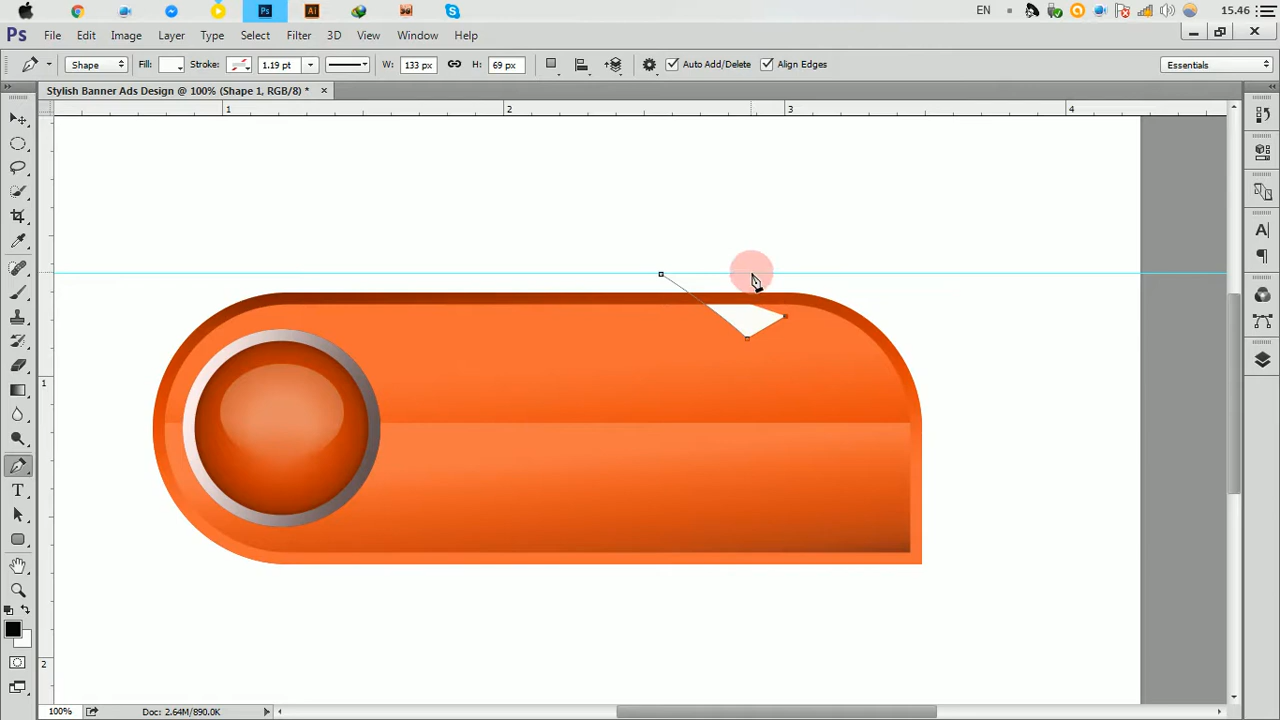 EN 15.46
Ps File Edit Image Layer Type Select Filter 3D View Window Help
Shape Fill: Stroke: 1.19 pt W: 133 px H: 69 px Auto Add/Delete Align Edges Essentials
Stylish Banner Ads Design @ 100% (Shape 1, RGB/8) * ×
1 2 3 4
1
2
100% Doc: 2.64M/890.0K